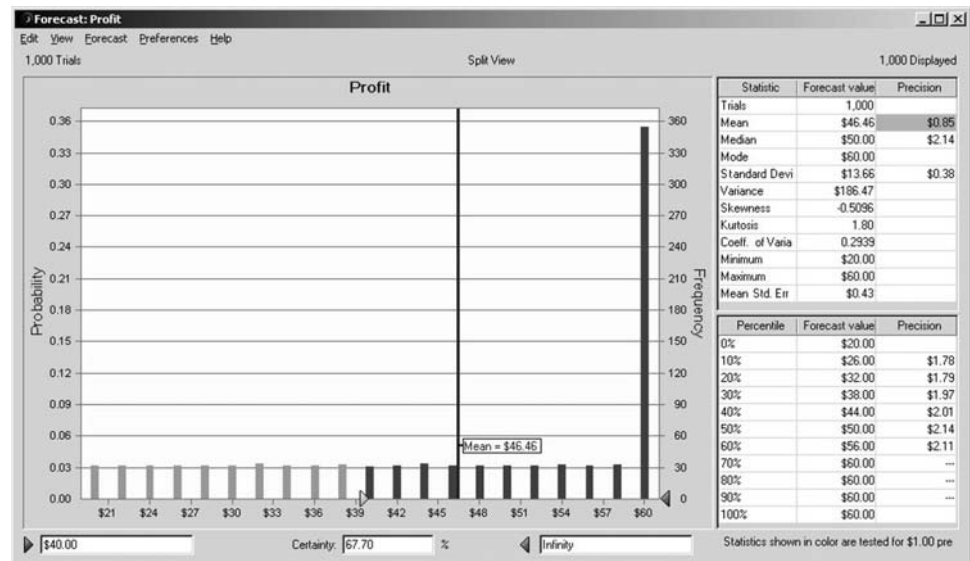 Forecast: Profit
Edit View Forecast Preferences Help
1,000 Trials
Split View
1,000 Displayed
Profit
Probability
0.36
0.33
0.30
0.27
0.24
0.21
0.18
0.15
0.12
0.09
0.06
0.03
0.00
Mean = $46.46
$21 $24 $27 $30 $33 $36 $39 $42 $45 $48 $51 $54 $57 $60
360
330
300
270
240
210
180
150
120
90
60
30
0
Frequency
Statistic Forecast value Precision
Trials 1,000
Mean $46.46 $0.85
Median $50.00 $2.14
Mode $60.00
Standard Devi $13.66 $0.38
Variance $186.47
Skewness -0.5096
Kurtosis 1.80
Coeff. of Varia 0.2939
Minimum $20.00
Maximum $60.00
Mean Std. Err $0.43
Percentile Forecast value Precision
0% $20.00
10% $26.00 $1.78
20% $32.00 $1.79
30% $38.00 $1.97
40% $44.00 $2.01
50% $50.00 $2.14
60% $56.00 $2.11
70% $60.00 ---
80% $60.00 ---
90% $60.00 ---
100% $60.00
$40.00 Certainty: 67.70 % Infinity
Statistics shown in color are tested for $1.00 pre